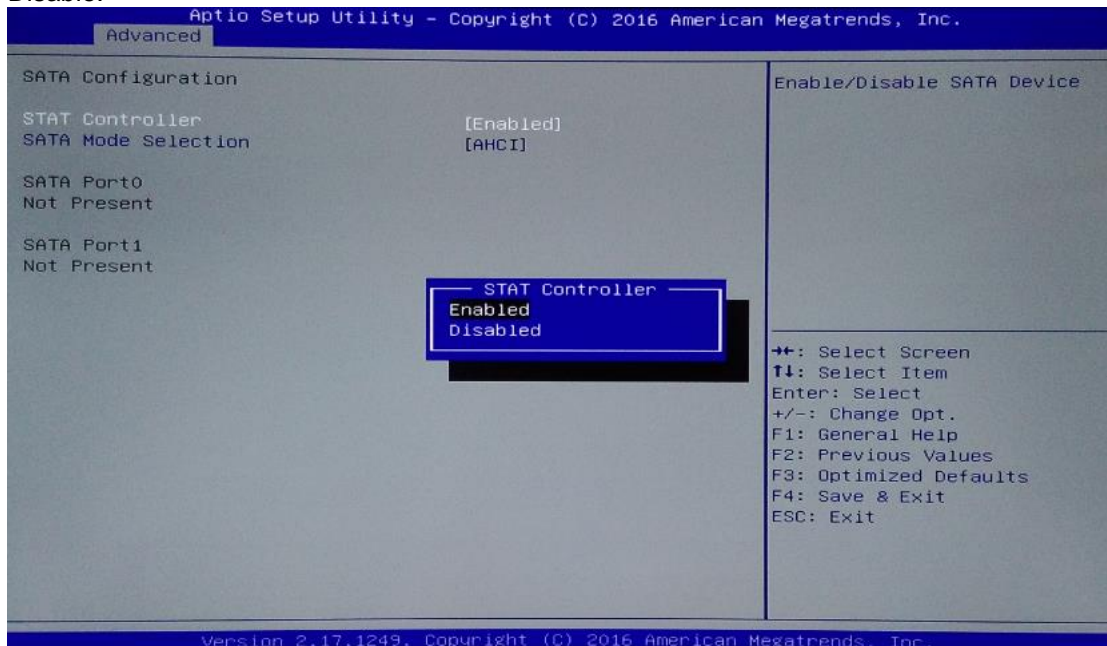 Disable.
Aptio Setup Utility – Copyright (C) 2016 American Megatrends, Inc.
Advanced
SATA Configuration
STAT Controller [Enabled]
SATA Mode Selection [AHCI]
SATA Port0
Not Present
SATA Port1
Not Present
STAT Controller
Enabled
Disabled
Enable/Disable SATA Device
→←: Select Screen
↑↓: Select Item
Enter: Select
+/-: Change Opt.
F1: General Help
F2: Previous Values
F3: Optimized Defaults
F4: Save & Exit
ESC: Exit
Version 2.17.1249. Copyright (C) 2016 American Megatrends, Inc.